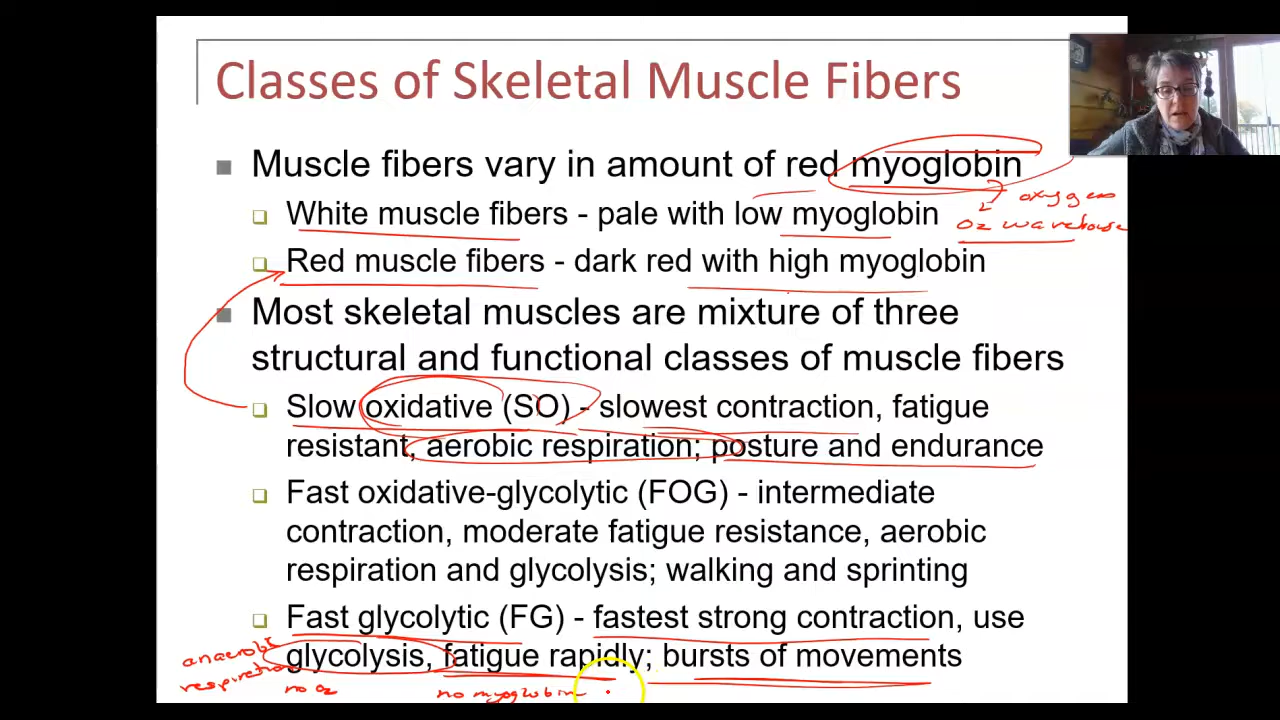 Classes of Skeletal Muscle Fibers
Muscle fibers vary in amount of red myoglobin
oxygen
White muscle fibers - pale with low myoglobin
O2 warehouse
Red muscle fibers - dark red with high myoglobin
Most skeletal muscles are mixture of three
structural and functional classes of muscle fibers
Slow oxidative (SO) - slowest contraction, fatigue
resistant, aerobic respiration; posture and endurance
Fast oxidative-glycolytic (FOG) - intermediate
contraction, moderate fatigue resistance, aerobic
respiration and glycolysis; walking and sprinting
Fast glycolytic (FG) - fastest strong contraction, use
glycolysis, fatigue rapidly; bursts of movements
anaerobic
respiration
no O2
no myoglobin